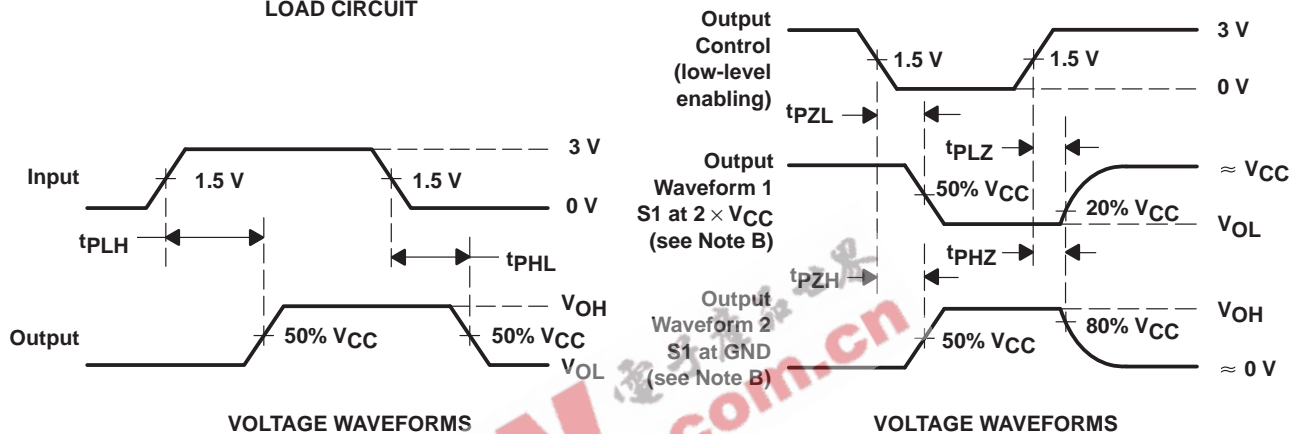 LOAD CIRCUIT
Input
1.5 V
1.5 V
3 V
0 V
tPLH
tPHL
Output
50% VCC
50% VCC
VOH
VOL
VOLTAGE WAVEFORMS
Output
Control
(low-level
enabling)
1.5 V
1.5 V
3 V
0 V
tPZL
tPLZ
Output
Waveform 1
S1 at 2 × VCC
(see Note B)
50% VCC
20% VCC
≈ VCC
VOL
tPZH
tPHZ
Output
Waveform 2
S1 at GND
(see Note B)
50% VCC
80% VCC
VOH
≈ 0 V
VOLTAGE WAVEFORMS
.com.cn